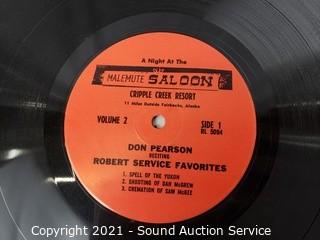 A Night At The
MALEMUTE SALOON
CRIPPLE CREEK RESORT
11 Miles Outside Fairbanks, Alaska
VOLUME 2
SIDE 1
RL 5094
DON PEARSON
RECITING
ROBERT SERVICE FAVORITES
1. SPELL OF THE YUKON
2. SHOOTING OF DAN McGREW
3. CREMATION OF SAM McGEE
Copyright 2021 - Sound Auction Service